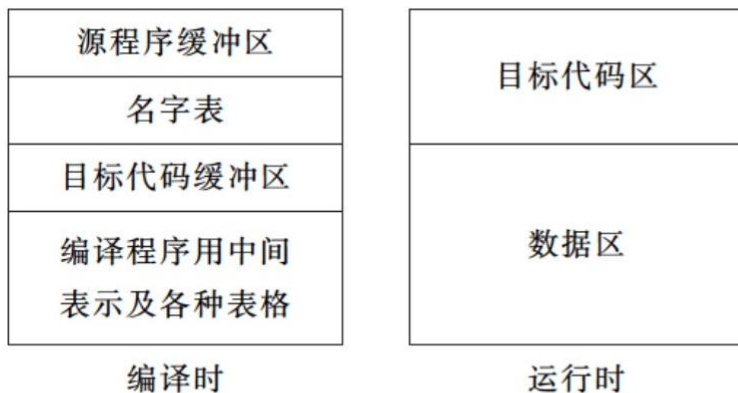 源程序缓冲区
名字表
目标代码缓冲区
编译程序用中间
表示及各种表格
编译时
目标代码区
数据区
运行时